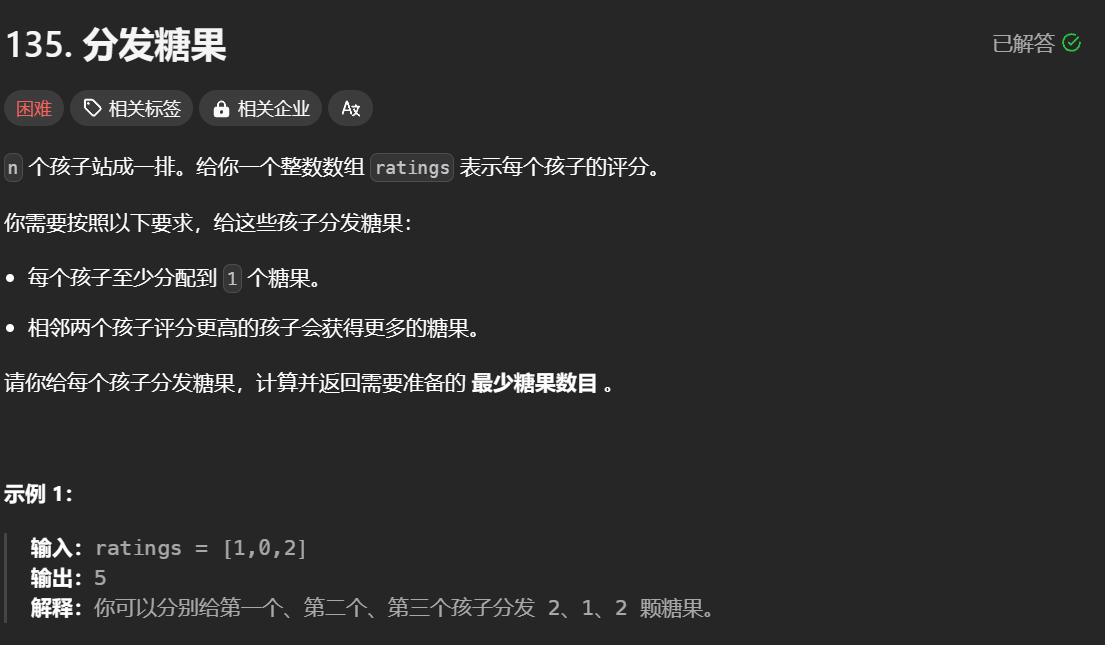 135. 分发糖果
已解答
困难 相关标签 相关企业 Aあ
n 个孩子站成一排。给你一个整数数组 ratings 表示每个孩子的评分。
你需要按照以下要求，给这些孩子分发糖果：
• 每个孩子至少分配到 1 个糖果。
• 相邻两个孩子评分更高的孩子会获得更多的糖果。
请你给每个孩子分发糖果，计算并返回需要准备的 最少糖果数目 。
示例 1：
输入：ratings = [1,0,2]
输出：5
解释：你可以分别给第一个、第二个、第三个孩子分发 2、1、2 颗糖果。